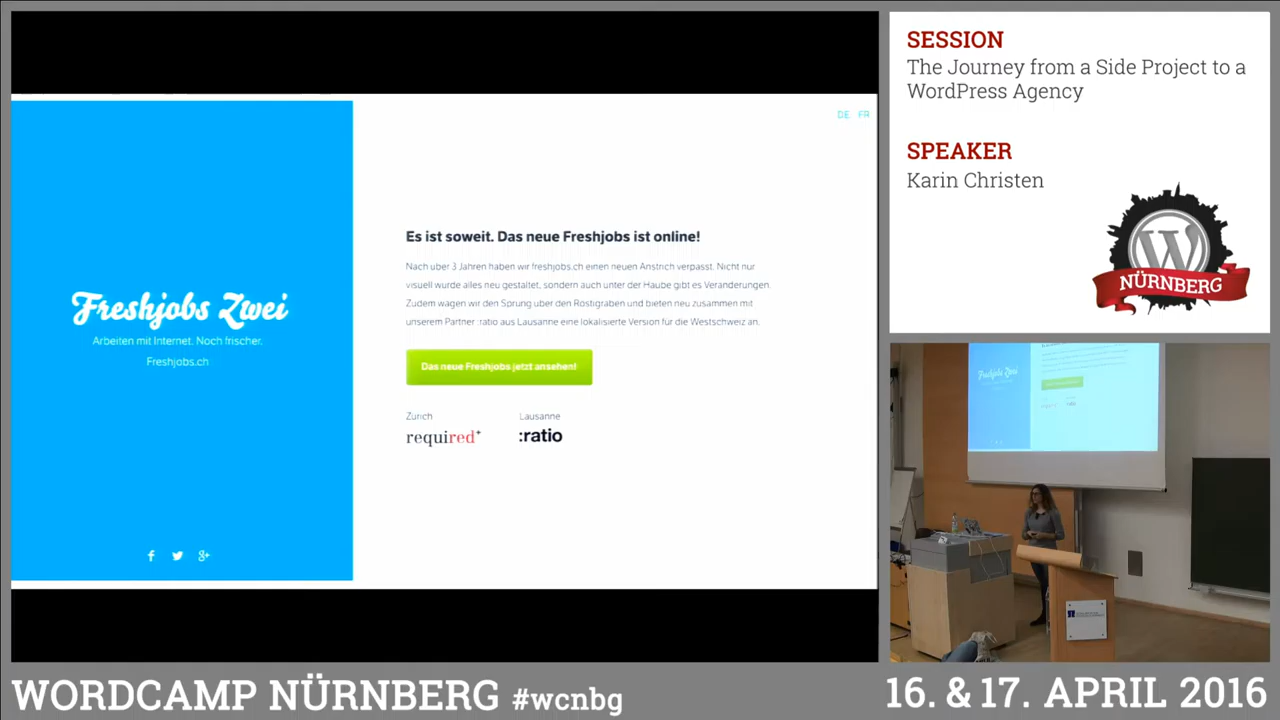 DE FR
Freshjobs Zwei
Arbeiten mit Internet. Noch frischer.
Freshjobs.ch
Es ist soweit. Das neue Freshjobs ist online!
Nach über 3 Jahren haben wir freshjobs.ch einen neuen Anstrich verpasst. Nicht nur
visuell wurde alles neu gestaltet, sondern auch unter der Haube gibt es Veränderungen.
Zudem wagen wir den Sprung über den Röstigraben und bieten neu zusammen mit
unserem Partner :ratio aus Lausanne eine lokalisierte Version für die Westschweiz an.
Das neue Freshjobs jetzt ansehen!
Zürich
required+
Lausanne
:ratio
SESSION
The Journey from a Side Project to a
WordPress Agency
SPEAKER
Karin Christen
NÜRNBERG
Freshjobs Zwei
WORDCAMP NÜRNBERG #wcnbg
16. & 17. APRIL 2016